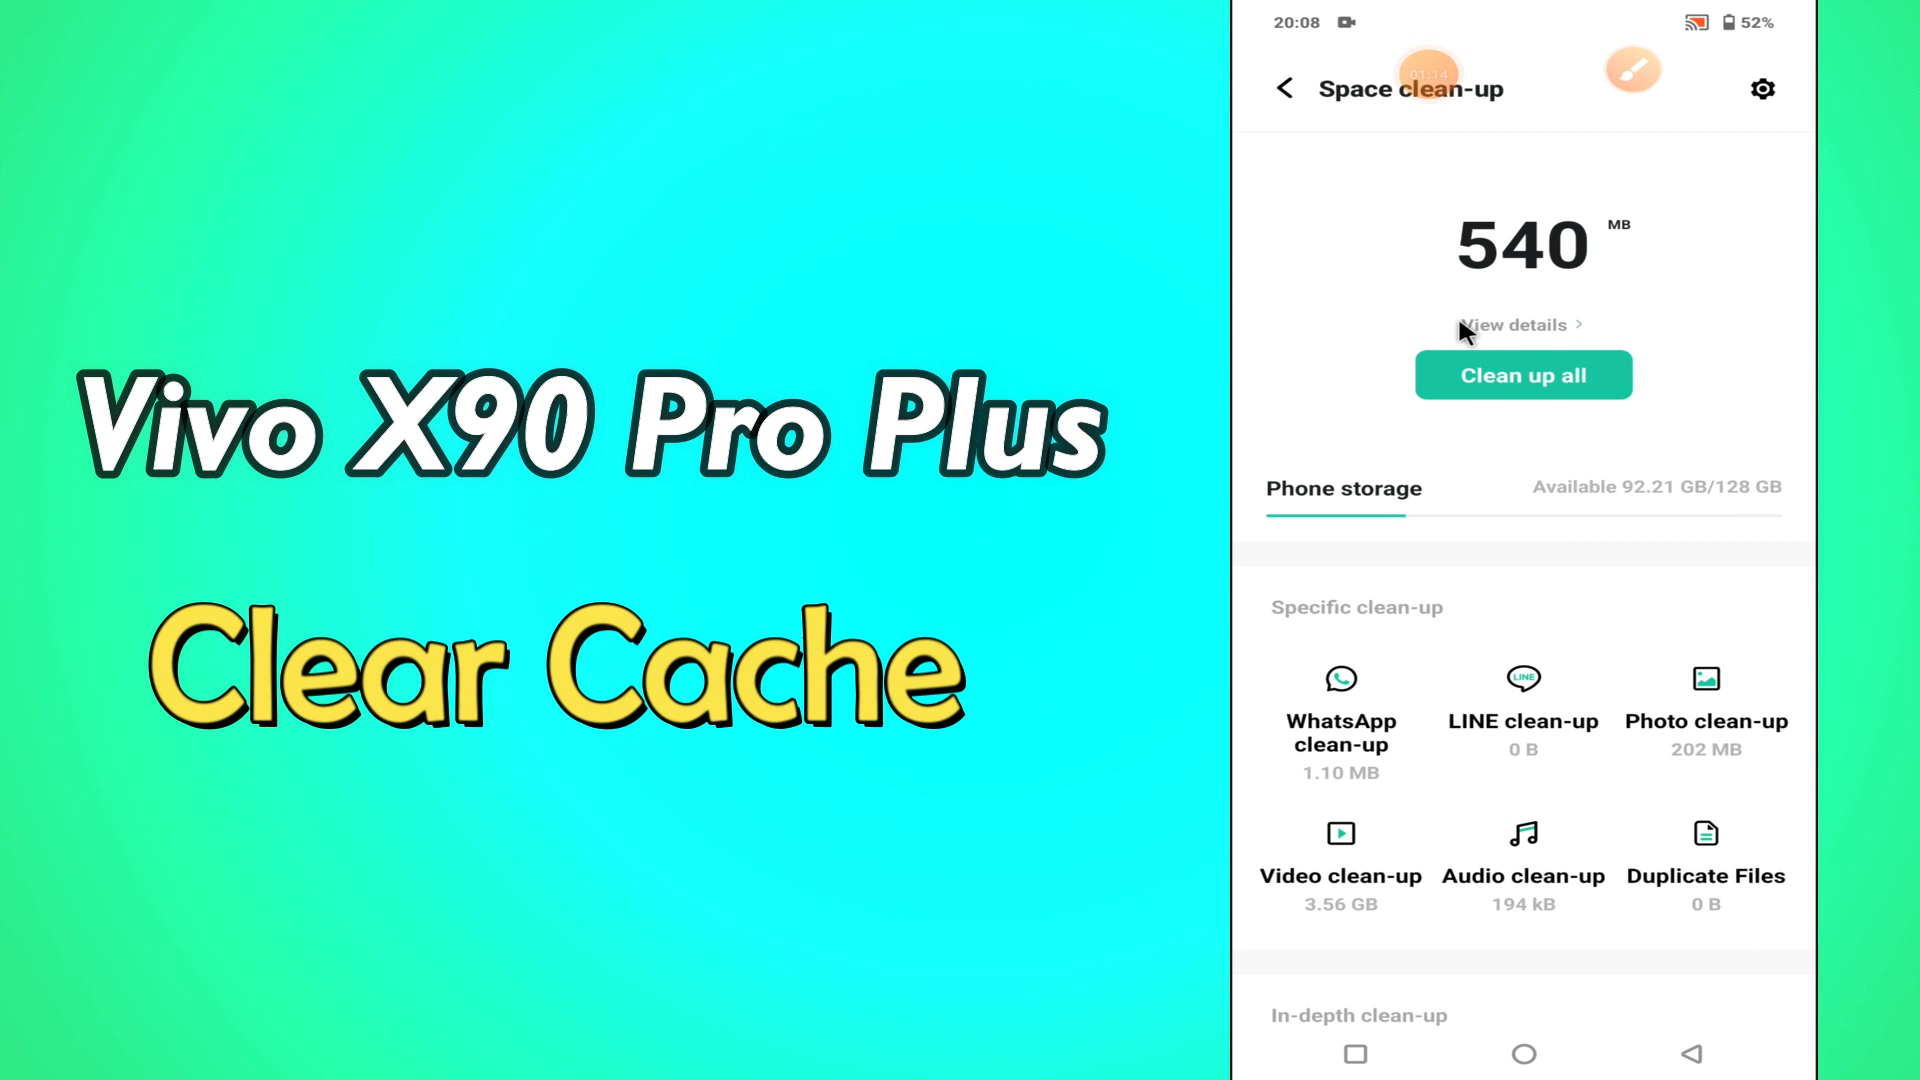 Vivo X90 Pro Plus
Clear Cache
20:08
52%
01:14
Space clean-up
540 MB
View details
Clean up all
Phone storage
Available 92.21 GB/128 GB
Specific clean-up
WhatsApp
clean-up
1.10 MB
LINE
LINE clean-up
0 B
Photo clean-up
202 MB
Video clean-up
3.56 GB
Audio clean-up
194 kB
Duplicate Files
0 B
In-depth clean-up